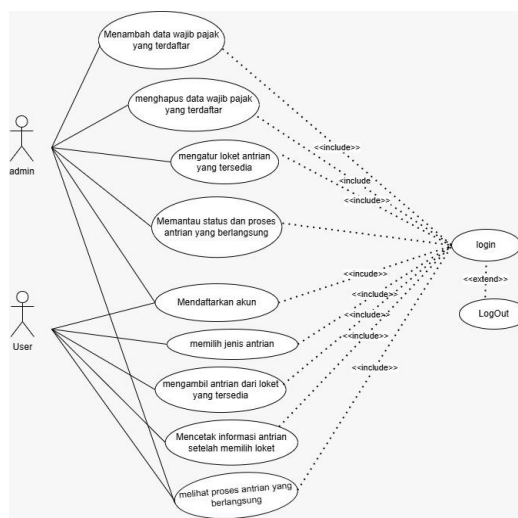 Menambah data wajib pajak
yang terdaftar
menghapus data wajib pajak
yang terdaftar
admin
mengatur loket antrian
yang tersedia
Memantau status dan proses
antrian yang berlangsung
<<include>>
<include
<<include>>
login
<<extend>>
LogOut
User
Mendaftarkan akun
<<incude>>
memilih jenis antrian
<<include>>
mengambil antrian dari loket
yang tersedia
<<include>>
<<include>>
Mencetak informasi antrian
setelah memilih loket
<<include>>
melihat proses antrian yang
berlangsung